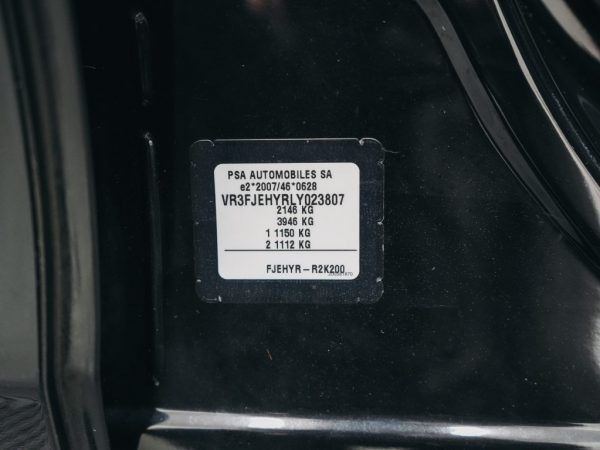 PSA AUTOMOBILES SA
e2*2007/46*0628
VR3FJEHYRLY023807
2146 KG
3946 KG
1 1150 KG
2 1112 KG
FJEHYR–R2K200